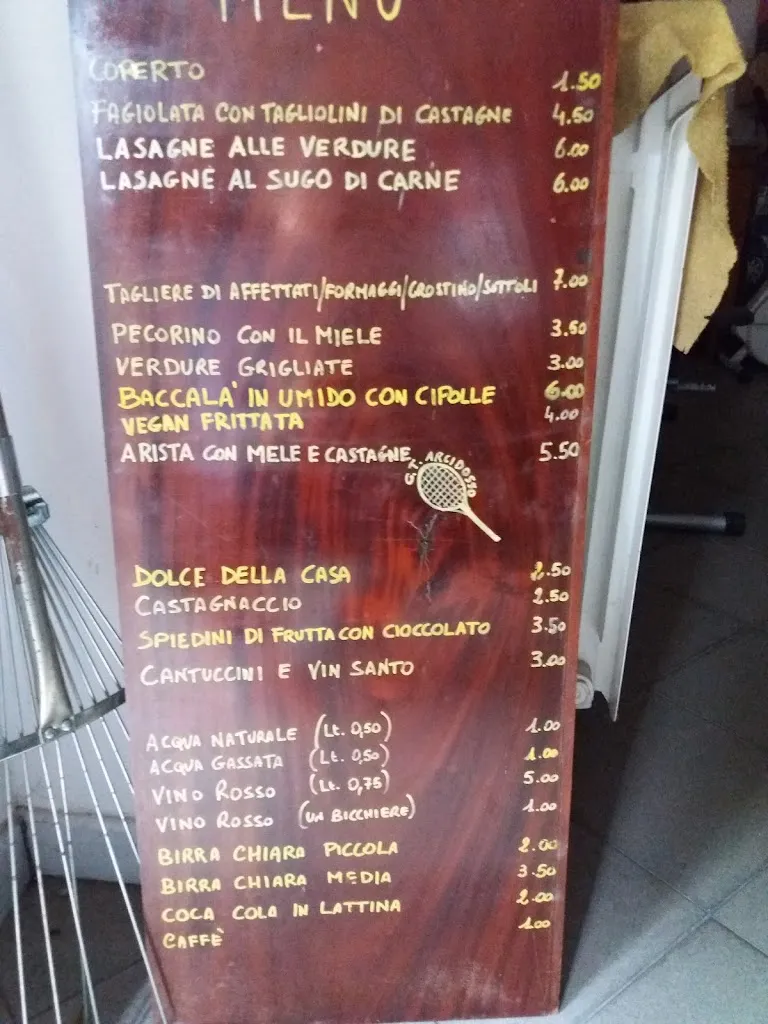 MENU
COPERTO 1.50
FAGIOLATA CON TAGLIOLINI DI CASTAGNE 4.50
LASAGNE ALLE VERDURE 6.00
LASAGNE AL SUGO DI CARNE 6.00
TAGLIERE DI AFFETTATI/FORMAGGI/CROSTINO/SOTTOLI 7.00
PECORINO CON IL MIELE 3.50
VERDURE GRIGLIATE 3.00
BACCALA' IN UMIDO CON CIPOLLE 6.00
VEGAN FRITTATA 4.00
ARISTA CON MELE E CASTAGNE 5.50
G.T. ARCIDOSSO
DOLCE DELLA CASA 2.50
CASTAGNACCIO 2.50
SPIEDINI DI FRUTTA CON CIOCCOLATO 3.50
CANTUCCINI E VIN SANTO 3.00
ACQUA NATURALE (Lt. 0,50) 1.00
ACQUA GASSATA (Lt. 0,50) 1.00
VINO ROSSO (Lt. 0,75) 5.00
VINO ROSSO (UN BICCHIERE) 1.00
BIRRA CHIARA PICCOLA 2.00
BIRRA CHIARA MEDIA 3.50
COCA COLA IN LATTINA 2.00
CAFFÈ 1.00